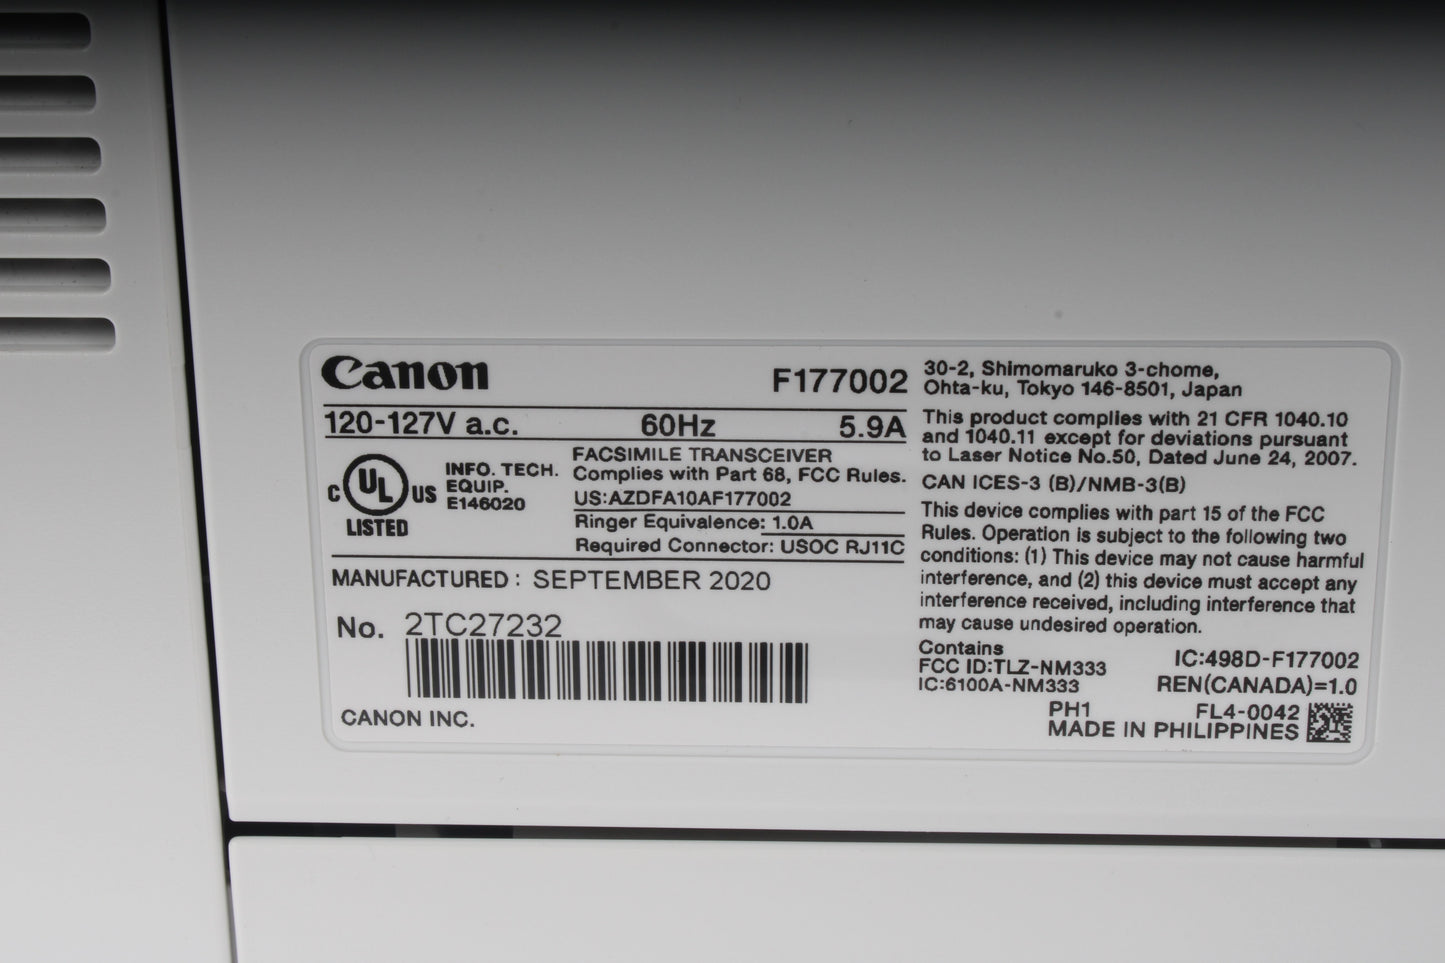 Canon
F177002
120-127V a.c. 60Hz 5.9A
C UL US
LISTED
INFO. TECH.
EQUIP.
E146020
FACSIMILE TRANSCEIVER
Complies with Part 68, FCC Rules.
US:AZDFA10AF177002
Ringer Equivalence: 1.0A
Required Connector: USOC RJ11C
MANUFACTURED : SEPTEMBER 2020
No. 2TC27232
CANON INC.
30-2, Shimomaruko 3-chome,
Ohta-ku, Tokyo 146-8501, Japan
This product complies with 21 CFR 1040.10
and 1040.11 except for deviations pursuant
to Laser Notice No.50, Dated June 24, 2007.
CAN ICES-3 (B)/NMB-3(B)
This device complies with part 15 of the FCC
Rules. Operation is subject to the following two
conditions: (1) This device may not cause harmful
interference, and (2) this device must accept any
interference received, including interference that
may cause undesired operation.
Contains
FCC ID:TLZ-NM333
IC:6100A-NM333
IC:498D-F177002
REN(CANADA)=1.0
PH1 FL4-0042
MADE IN PHILIPPINES